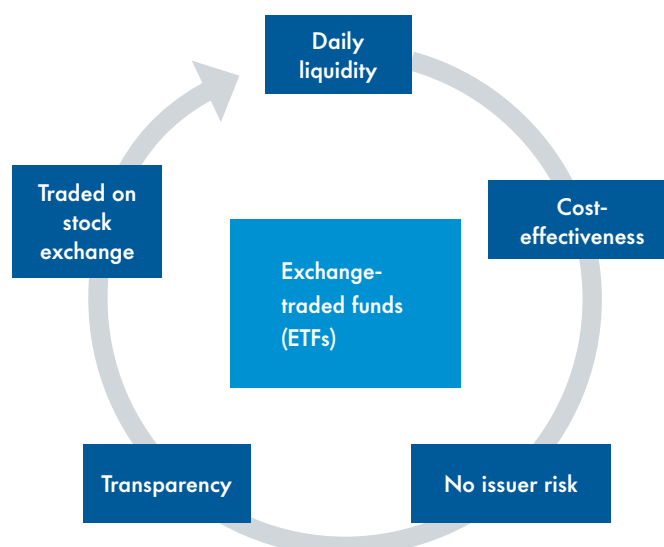 Daily
liquidity
Traded on
stock
exchange
Cost-
effectiveness
Exchange-
traded funds
(ETFs)
Transparency
No issuer risk